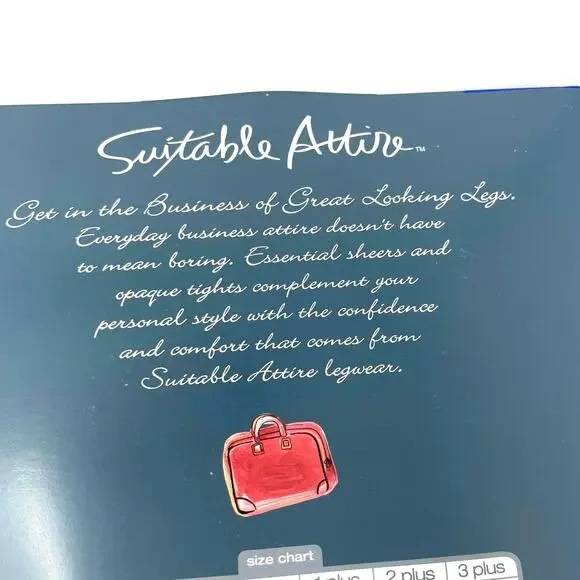 Suitable Attire™
Get in the Business of Great Looking Legs.
Everyday business attire doesn't have
to mean boring. Essential sheers and
opaque tights complement your
personal style with the confidence
and comfort that comes from
Suitable Attire legwear.
size chart
1 plus 2 plus 3 plus